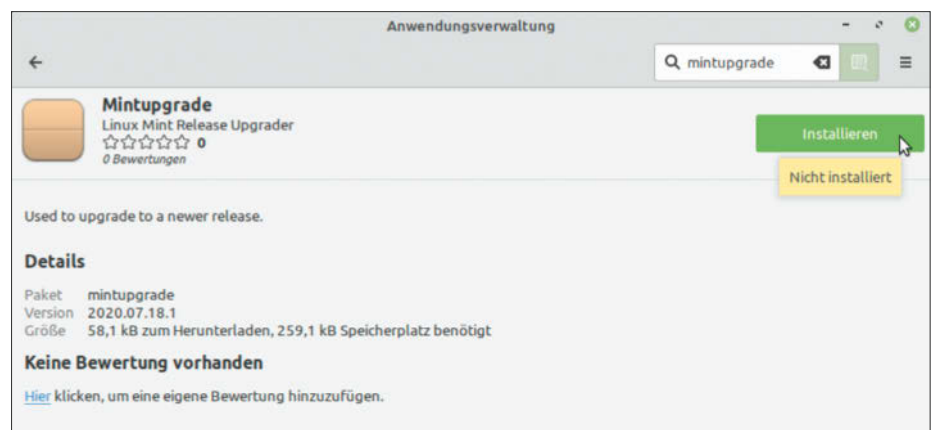 Anwendungsverwaltung
mintupgrade
Mintupgrade
Linux Mint Release Upgrader
0
0 Bewertungen
Installieren
Nicht installiert
Used to upgrade to a newer release.
Details
Paket mintupgrade
Version 2020.07.18.1
Größe 58,1 kB zum Herunterladen, 259,1 kB Speicherplatz benötigt
Keine Bewertung vorhanden
Hier klicken, um eine eigene Bewertung hinzuzufügen.